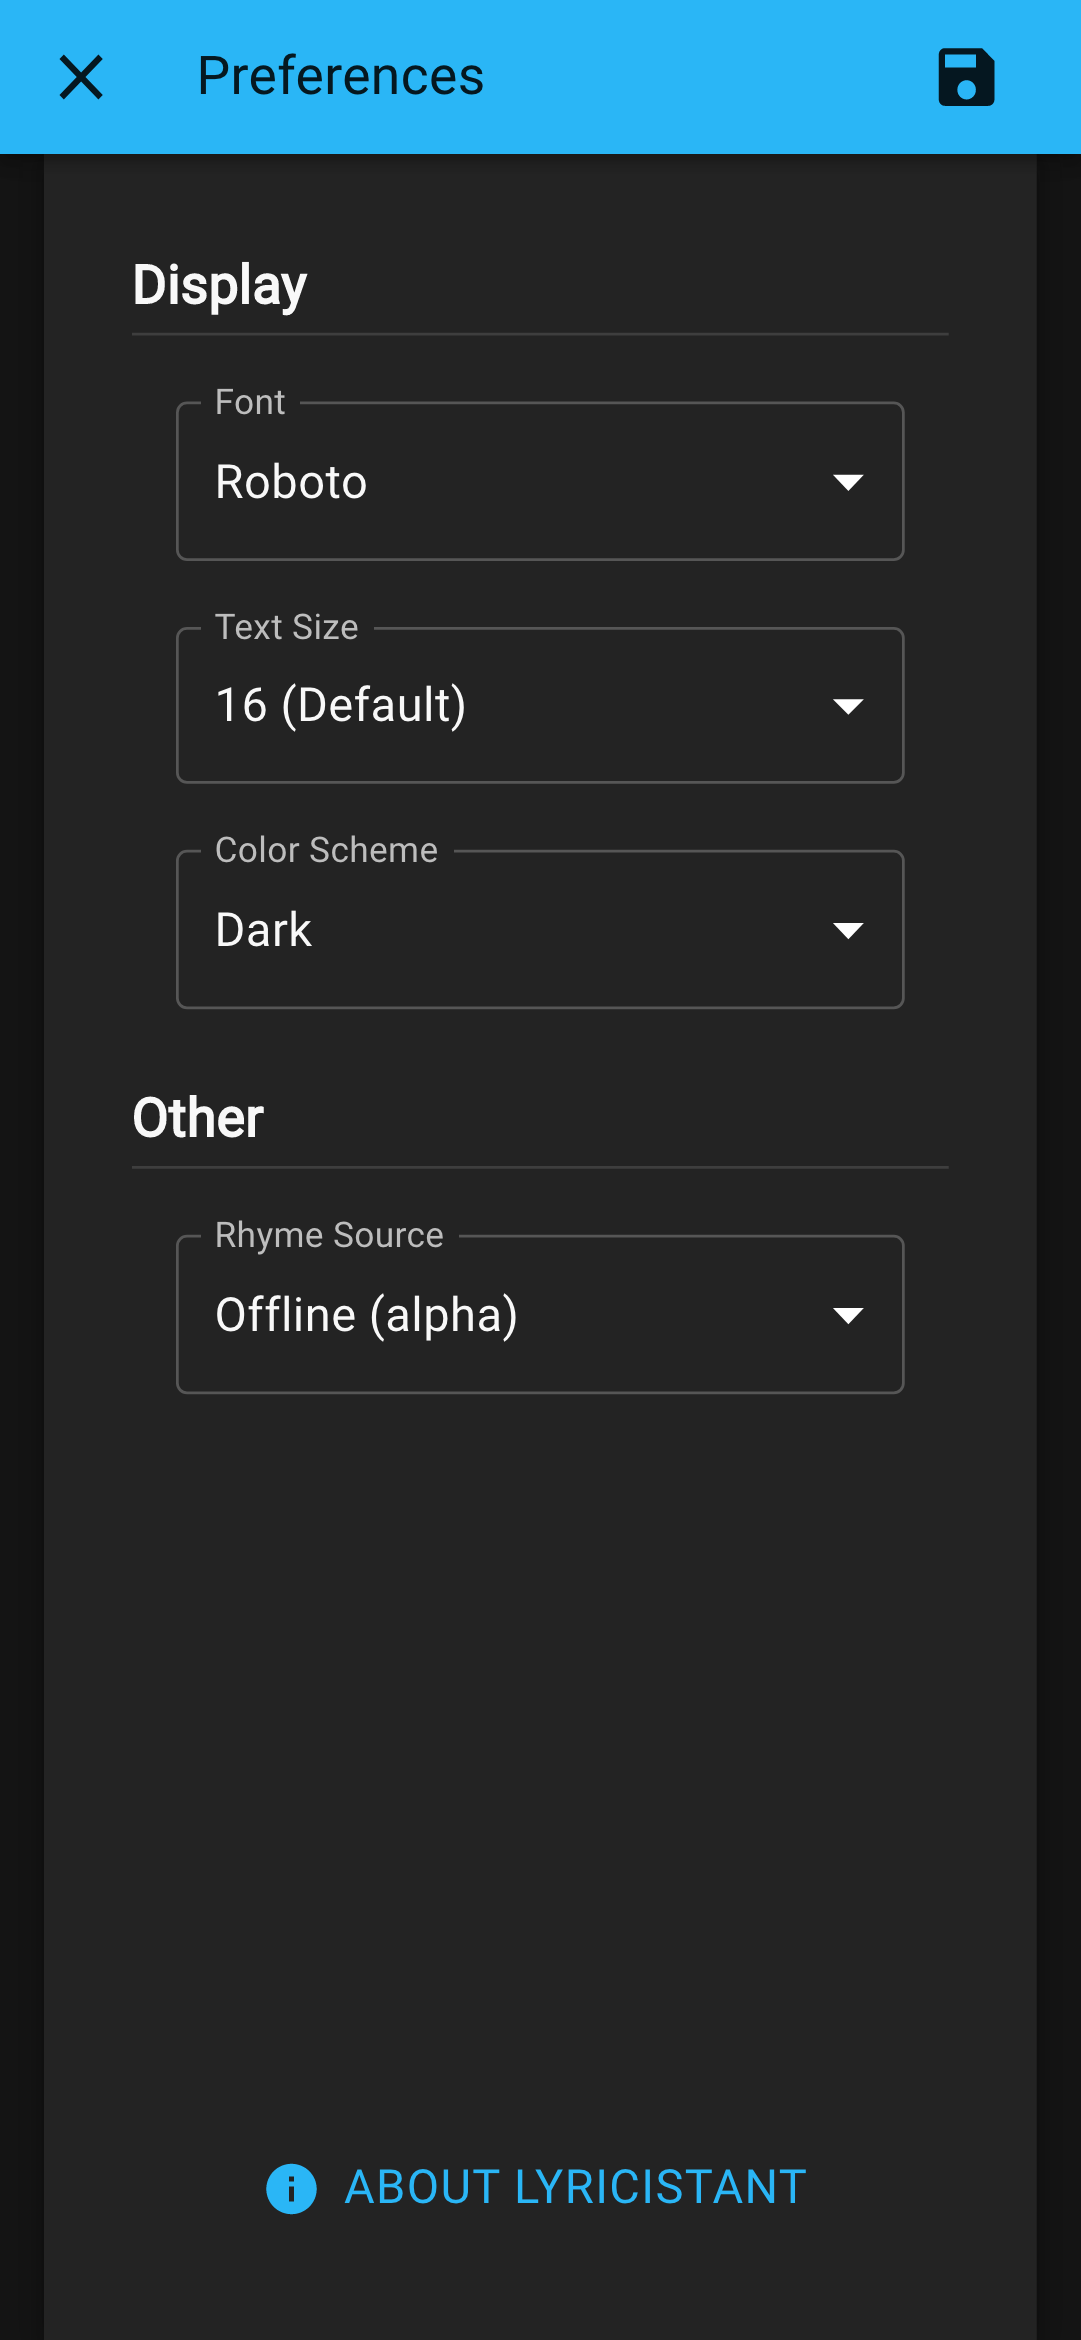 Preferences
Display
Font
Roboto
Text Size
16 (Default)
Color Scheme
Dark
Other
Rhyme Source
Offline (alpha)
ABOUT LYRICISTANT